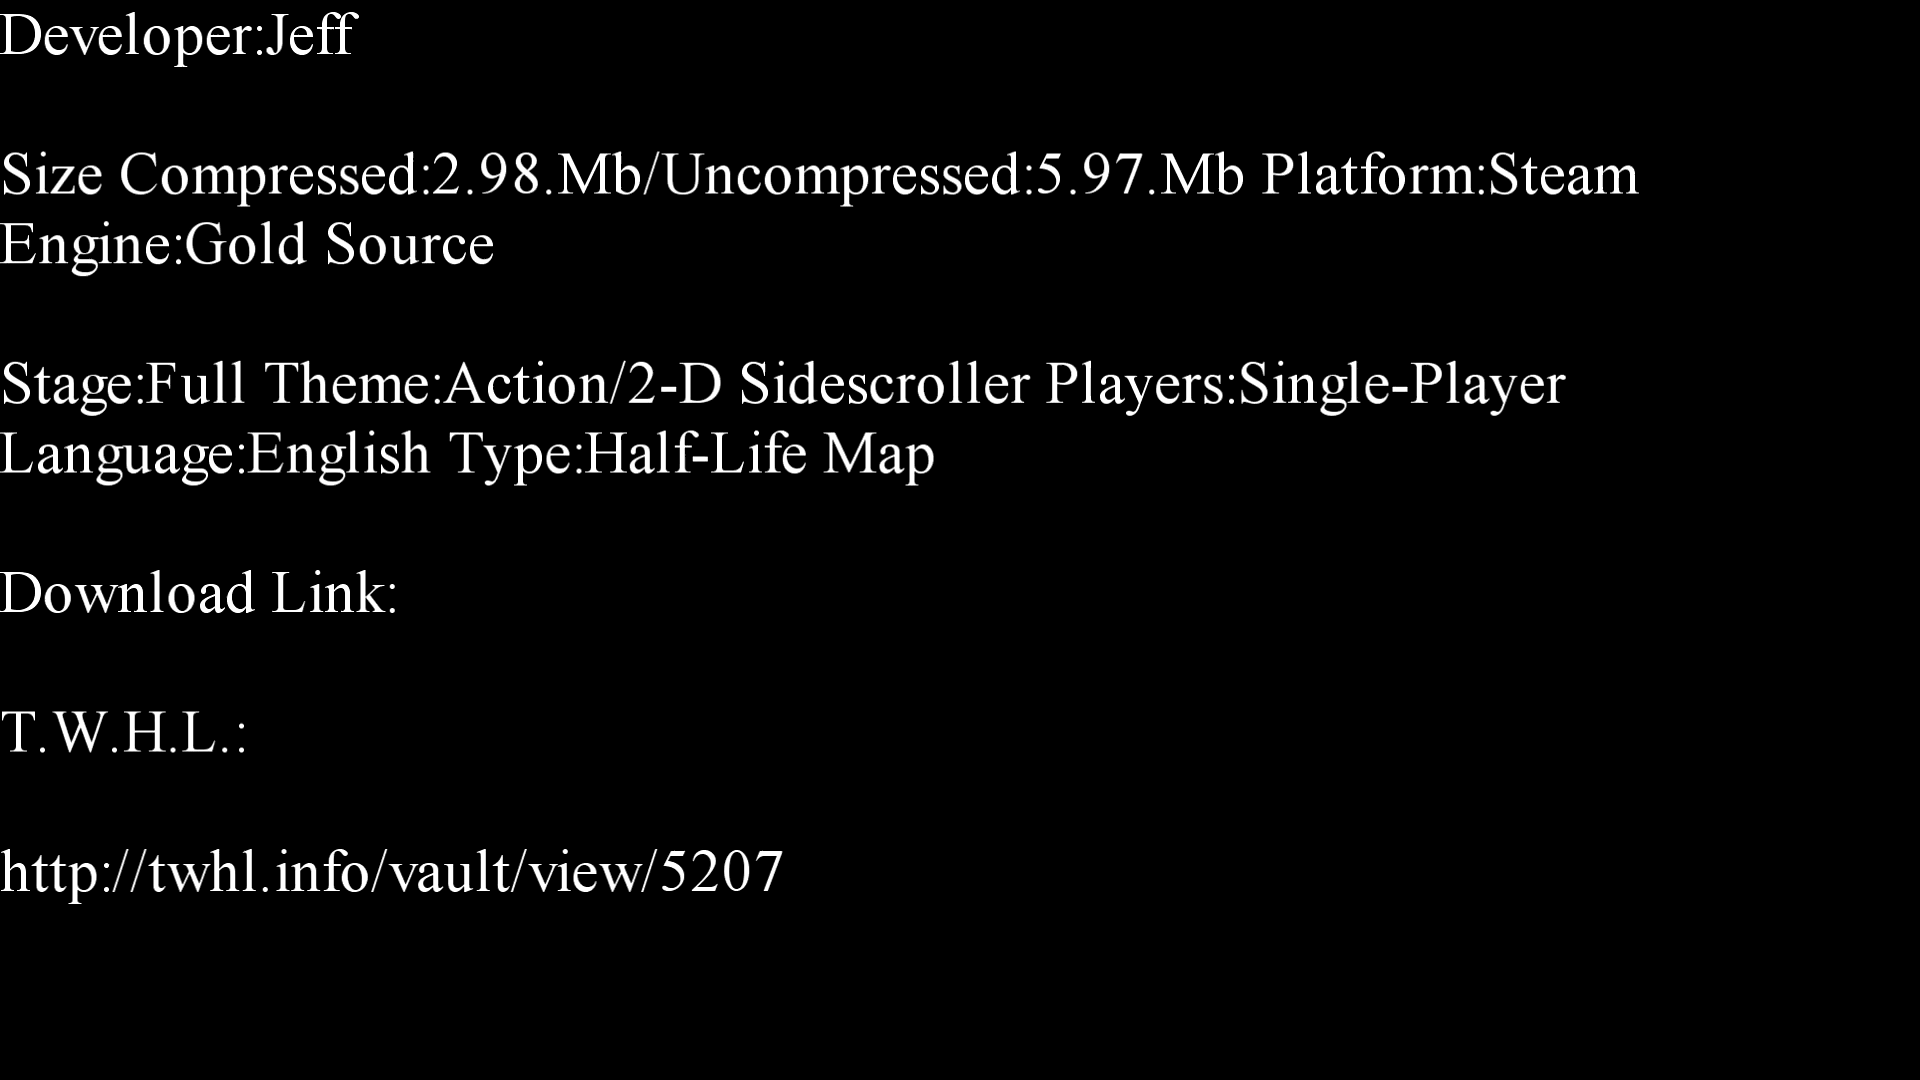 Developer:Jeff
Size Compressed:2.98.Mb/Uncompressed:5.97.Mb Platform:Steam
Engine:Gold Source
Stage:Full Theme:Action/2-D Sidescroller Players:Single-Player
Language:English Type:Half-Life Map
Download Link:
T.W.H.L.:
http://twhl.info/vault/view/5207